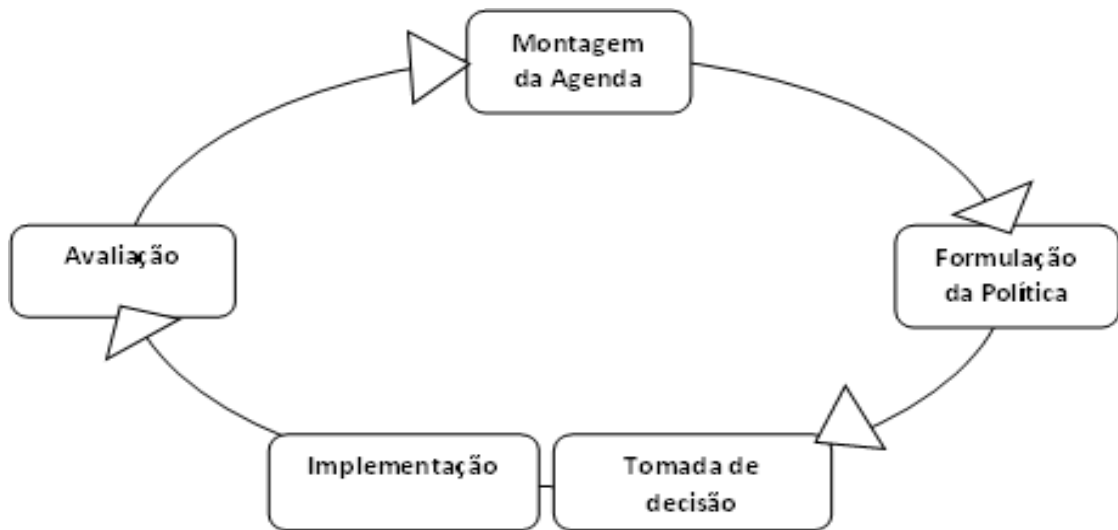 Montagem
da Agenda
Avaliação
Formulação
da Política
Implementação
Tomada de
decisão